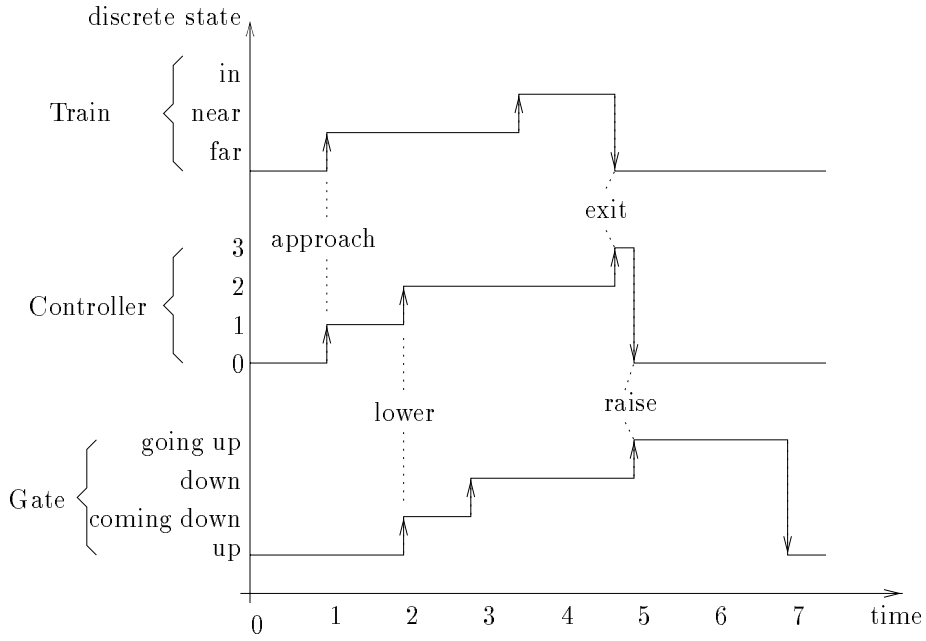 discrete state
in
Train
near
far
exit
approach
3
2
Controller
1
0
raise
lower
going up
down
Gate
coming down
up
0
1
2
3
4
5
6
7
time